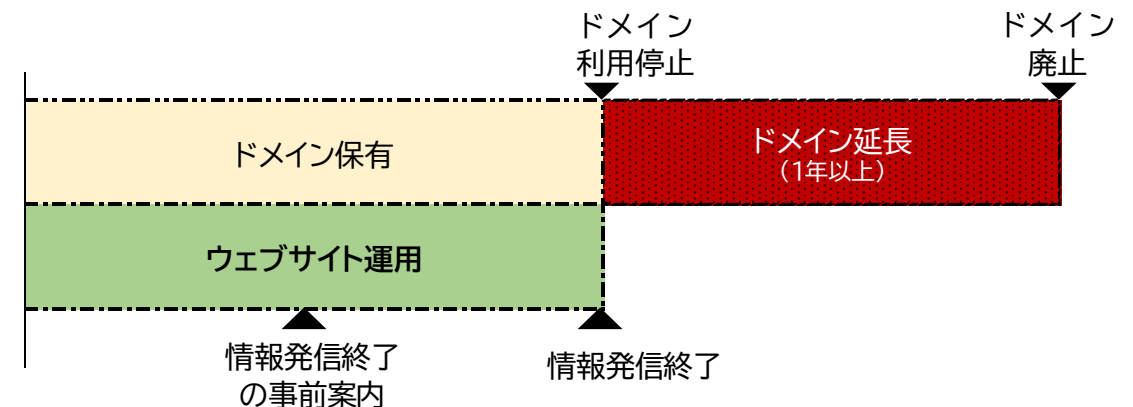 ドメイン
利用停止
ドメイン
廃止
ドメイン保有
ドメイン延長
（1年以上）
ウェブサイト運用
情報発信終了
の事前案内
情報発信終了